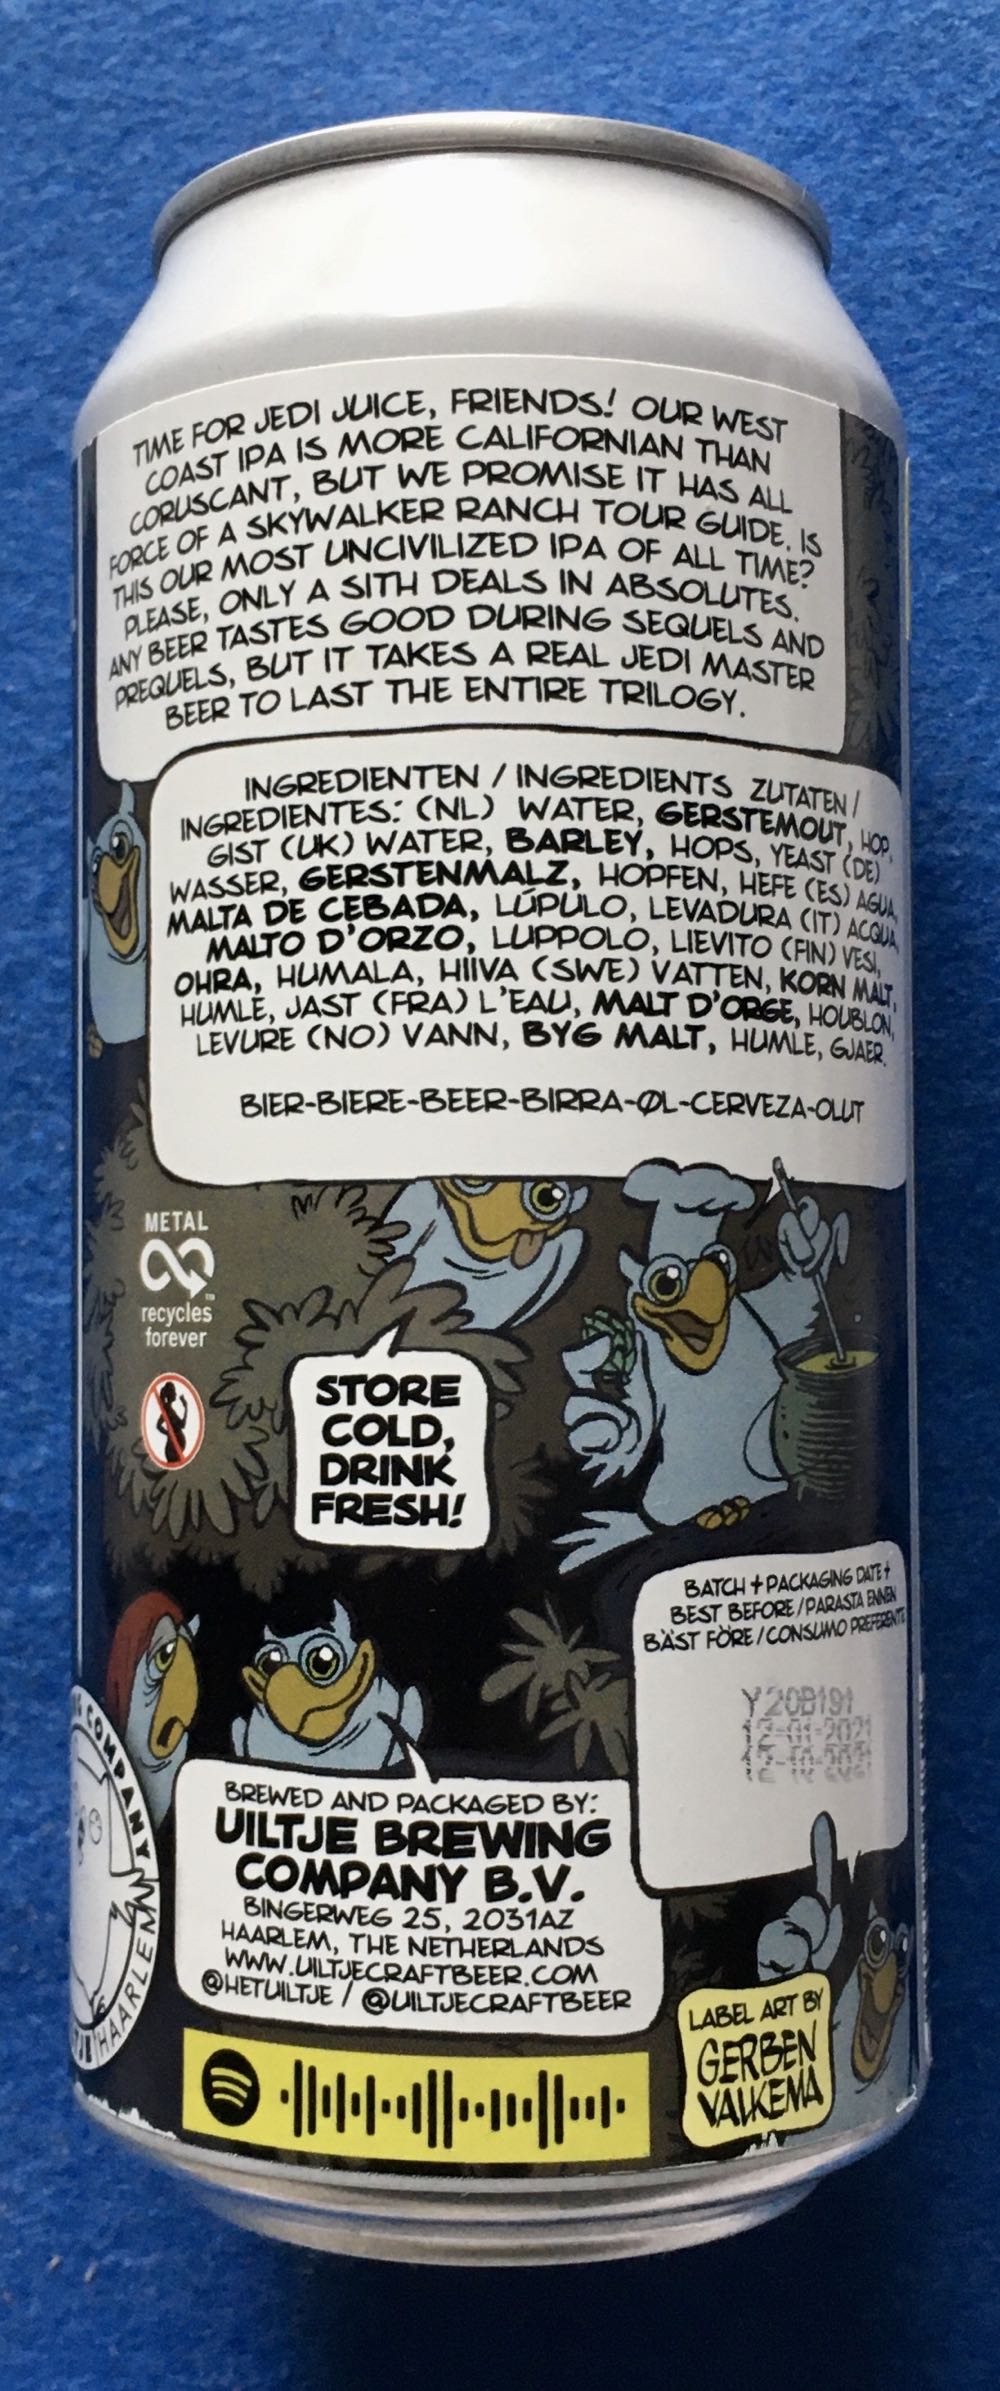 TIME FOR JEDI JUICE, FRIENDS! OUR WEST
COAST IPA IS MORE CALIFORNIAN THAN
CORUSCANT, BUT WE PROMISE IT HAS ALL
FORCE OF A SKYWALKER RANCH TOUR GUIDE. IS
THIS OUR MOST UNCIVILIZED IPA OF ALL TIME?
PLEASE, ONLY A SITH DEALS IN ABSOLUTES.
ANY BEER TASTES GOOD DURING SEQUELS AND
PREQUELS, BUT IT TAKES A REAL JEDI MASTER
BEER TO LAST THE ENTIRE TRILOGY.
INGREDIENTEN / INGREDIENTS ZUTATEN /
INGREDIENTES: (NL) WATER, GERSTEMOUT, HOP,
GIST (UK) WATER, BARLEY, HOPS, YEAST (DE)
WASSER, GERSTENMALZ, HOPFEN, HEFE (ES) AGUA,
MALTA DE CEBADA, LÚPULO, LEVADURA (IT) ACQUA,
MALTO D'ORZO, LUPPOLO, LIEVITO (FIN) VESI,
OHRA, HUMALA, HIIVA (SWE) VATTEN, KORN MALT,
HUMLE, JAST (FRA) L'EAU, MALT D'ORGE, HOUBLON,
LEVURE (NO) VANN, BYG MALT, HUMLE, GJAER.
BIER-BIERE-BEER-BIRRA-ØL-CERVEZA-OLUT
METAL
recycles
forever
STORE
COLD,
DRINK
FRESH!
BATCH + PACKAGING DATE +
BEST BEFORE / PARASTA ENNEN
BÄST FÖRE / CONSUMO PREFERENTE
Y20B191
12-01-2021
12-10-2021
BREWED AND PACKAGED BY:
UILTJE BREWING
COMPANY B.V.
BINGERWEG 25, 2031AZ
HAARLEM, THE NETHERLANDS
WWW.UILTJECRAFTBEER.COM
@HETUILTJE / @UILTJECRAFTBEER
COMPANY
HAARLEM
LABEL ART BY
GERBEN
VALKEMA